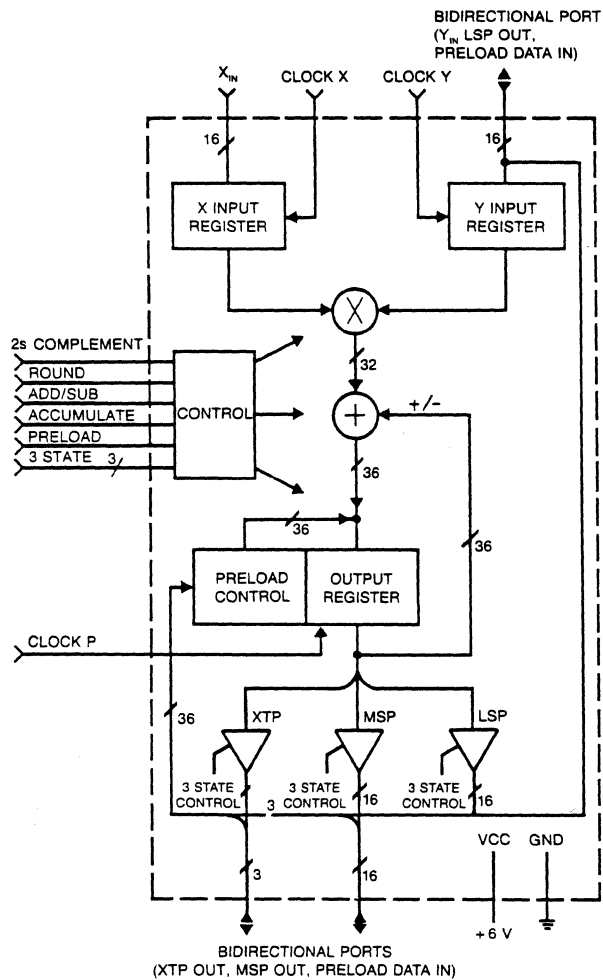 BIDIRECTIONAL PORT
(YIN LSP OUT,
PRELOAD DATA IN)
XIN
CLOCK X
CLOCK Y
16
16
X INPUT
REGISTER
Y INPUT
REGISTER
X
32
2s COMPLEMENT
ROUND
ADD/SUB
ACCUMULATE
PRELOAD
3 STATE 3
CONTROL
+
+/-
36
36
36
PRELOAD
CONTROL
OUTPUT
REGISTER
CLOCK P
36
XTP
MSP
LSP
3 STATE
CONTROL
3 STATE
CONTROL
3 STATE
CONTROL
3
16
16
3
16
VCC
GND
+6 V
BIDIRECTIONAL PORTS
(XTP OUT, MSP OUT, PRELOAD DATA IN)